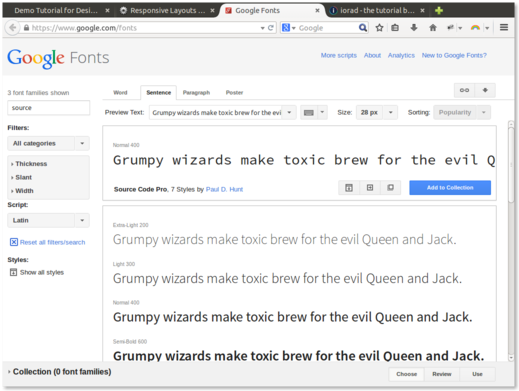 Demo Tutorial for Desi...
Responsive Layouts ...
Google Fonts
iorad - the tutorial b...
https://www.google.com/fonts
Google
Google Fonts
More scripts About Analytics New to Google Fonts?
3 font families shown
source
Filters:
All categories
Thickness
Slant
Width
Script:
Latin
Reset all filters/search
Styles:
Show all styles
Word Sentence Paragraph Poster
Preview Text: Grumpy wizards make toxic brew for the evi Size: 28 px Sorting: Popularity
Normal 400
Grumpy wizards make toxic brew for the evil Q
Source Code Pro, 7 Styles by Paul D. Hunt
Add to Collection
Extra-Light 200
Grumpy wizards make toxic brew for the evil Queen and Jack.
Light 300
Grumpy wizards make toxic brew for the evil Queen and Jack.
Normal 400
Grumpy wizards make toxic brew for the evil Queen and Jack.
Semi-Bold 600
Grumpy wizards make toxic brew for the evil Queen and Jack.
Collection (0 font families)
Choose Review Use